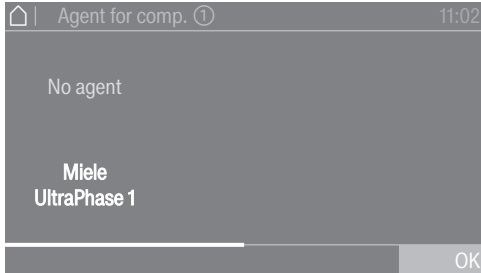 Agent for comp. ① 11:02
No agent
Miele
UltraPhase 1
OK